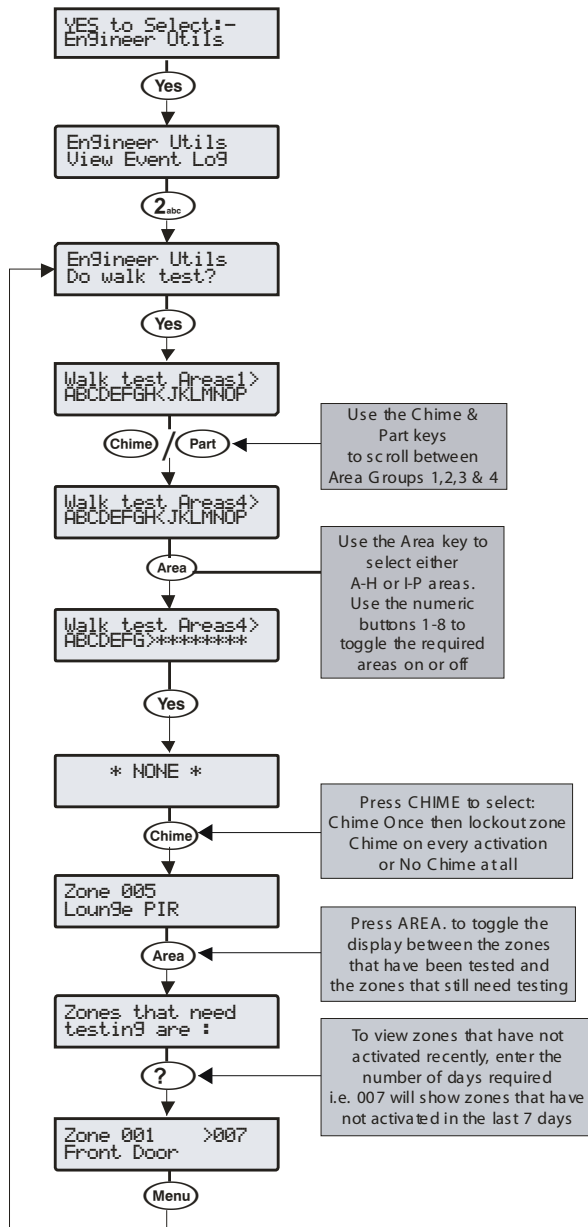 YES to Select:-
Engineer Utils
Yes
Engineer Utils
View Event Log
2abc
Engineer Utils
Do walk test?
Yes
Walk test Areas1>
ABCDEFGH<JKLMNOP
Chime / Part
Use the Chime &
Part keys
to scroll between
Area Groups 1,2,3 & 4
Walk test Areas4>
ABCDEFGH<JKLMNOP
Area
Use the Area key to
select either
A-H or I-P areas.
Use the numeric
buttons 1-8 to
toggle the required
areas on or off
Walk test Areas4>
ABCDEFG>********
Yes
* NONE *
Chime
Press CHIME to select:
Chime Once then lockout zone
Chime on every activation
or No Chime at all
Zone 005
Lounge PIR
Area
Press AREA. to toggle the
display between the zones
that have been tested and
the zones that still need testing
Zones that need
testing are :
?
To view zones that have not
activated recently, enter the
number of days required
i.e. 007 will show zones that have
not activated in the last 7 days
Zone 001 >007
Front Door
Menu